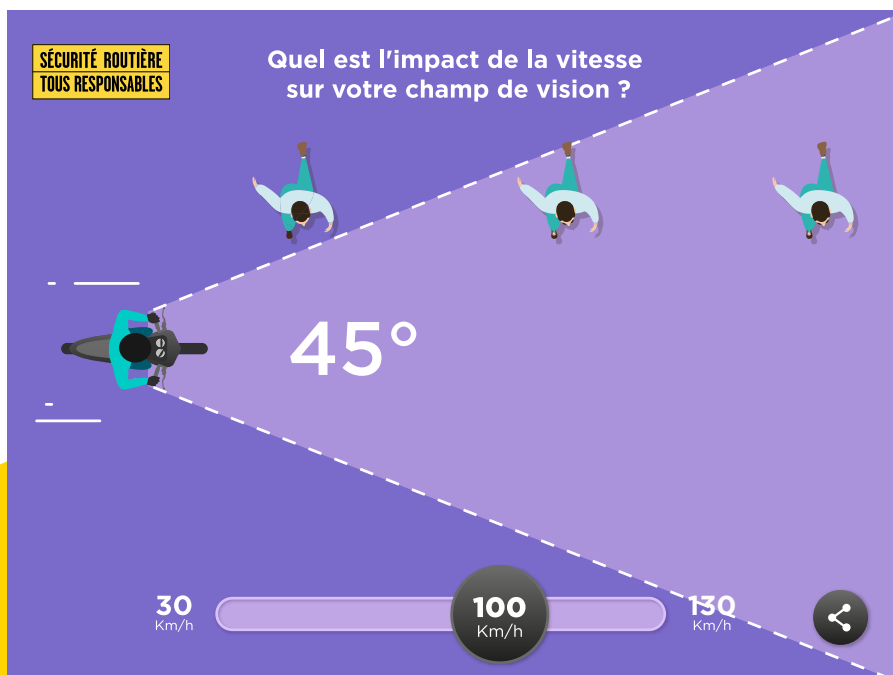 SÉCURITÉ ROUTIÈRE
TOUS RESPONSABLES
Quel est l'impact de la vitesse
sur votre champ de vision ?
45°
30
Km/h
100
Km/h
130
Km/h